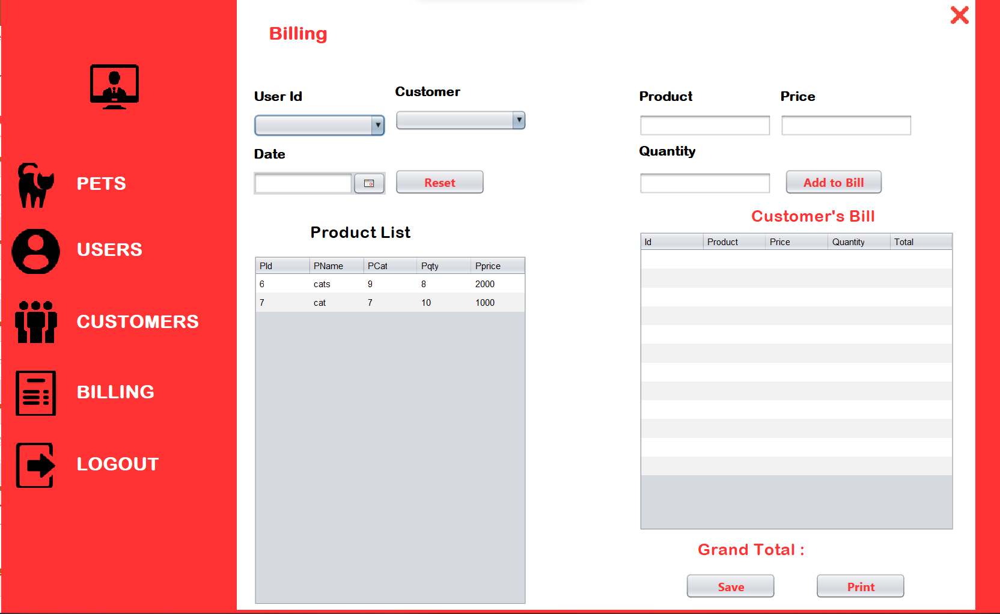 Billing
User Id
Customer
Product
Price
Date
Quantity
Reset
Add to Bill
PETS
USERS
CUSTOMERS
BILLING
LOGOUT
Product List
PId PName PCat Pqty Pprice
6 cats 9 8 2000
7 cat 7 10 1000
Customer's Bill
Id Product Price Quantity Total
Grand Total :
Save
Print